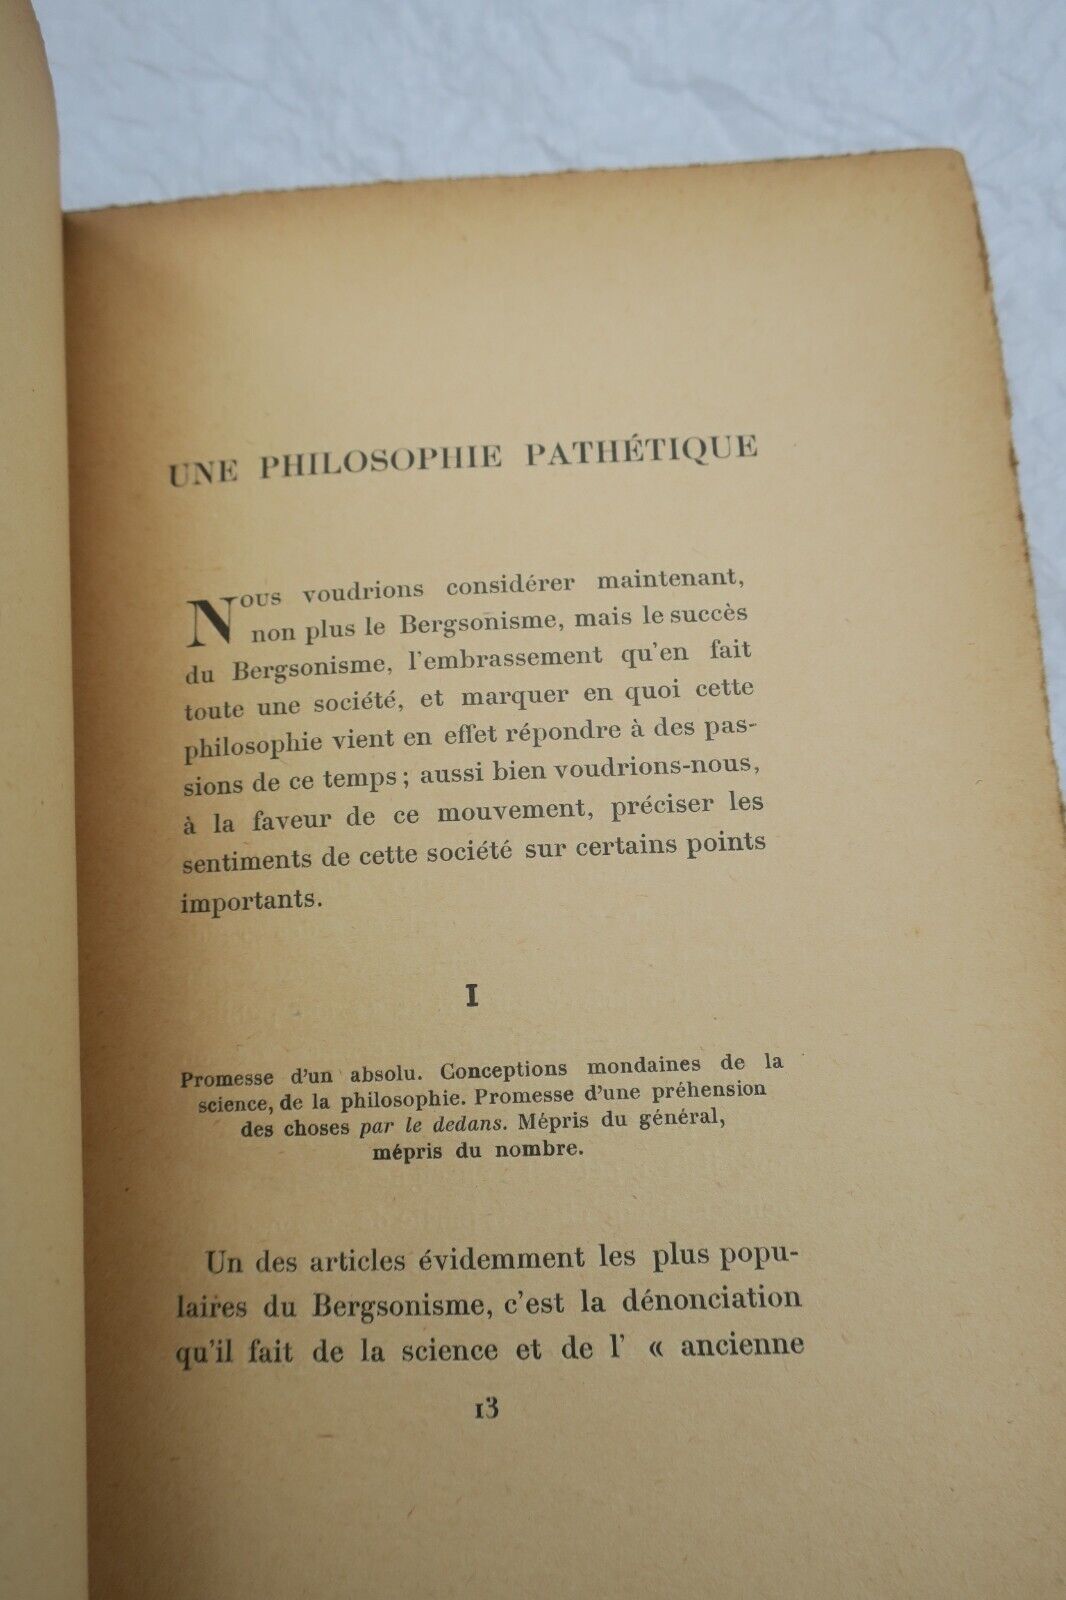 UNE PHILOSOPHIE PATHÉTIQUE
Nous voudrions considérer maintenant,
non plus le Bergsonisme, mais le succès
du Bergsonisme, l'embrassement qu'en fait
toute une société, et marquer en quoi cette
philosophie vient en effet répondre à des pas-
sions de ce temps ; aussi bien voudrions-nous,
à la faveur de ce mouvement, préciser les
sentiments de cette société sur certains points
importants.
I
Promesse d'un absolu. Conceptions mondaines de la
science, de la philosophie. Promesse d'une préhension
des choses par le dedans. Mépris du général,
mépris du nombre.
Un des articles évidemment les plus popu-
laires du Bergsonisme, c'est la dénonciation
qu'il fait de la science et de l' « ancienne
13